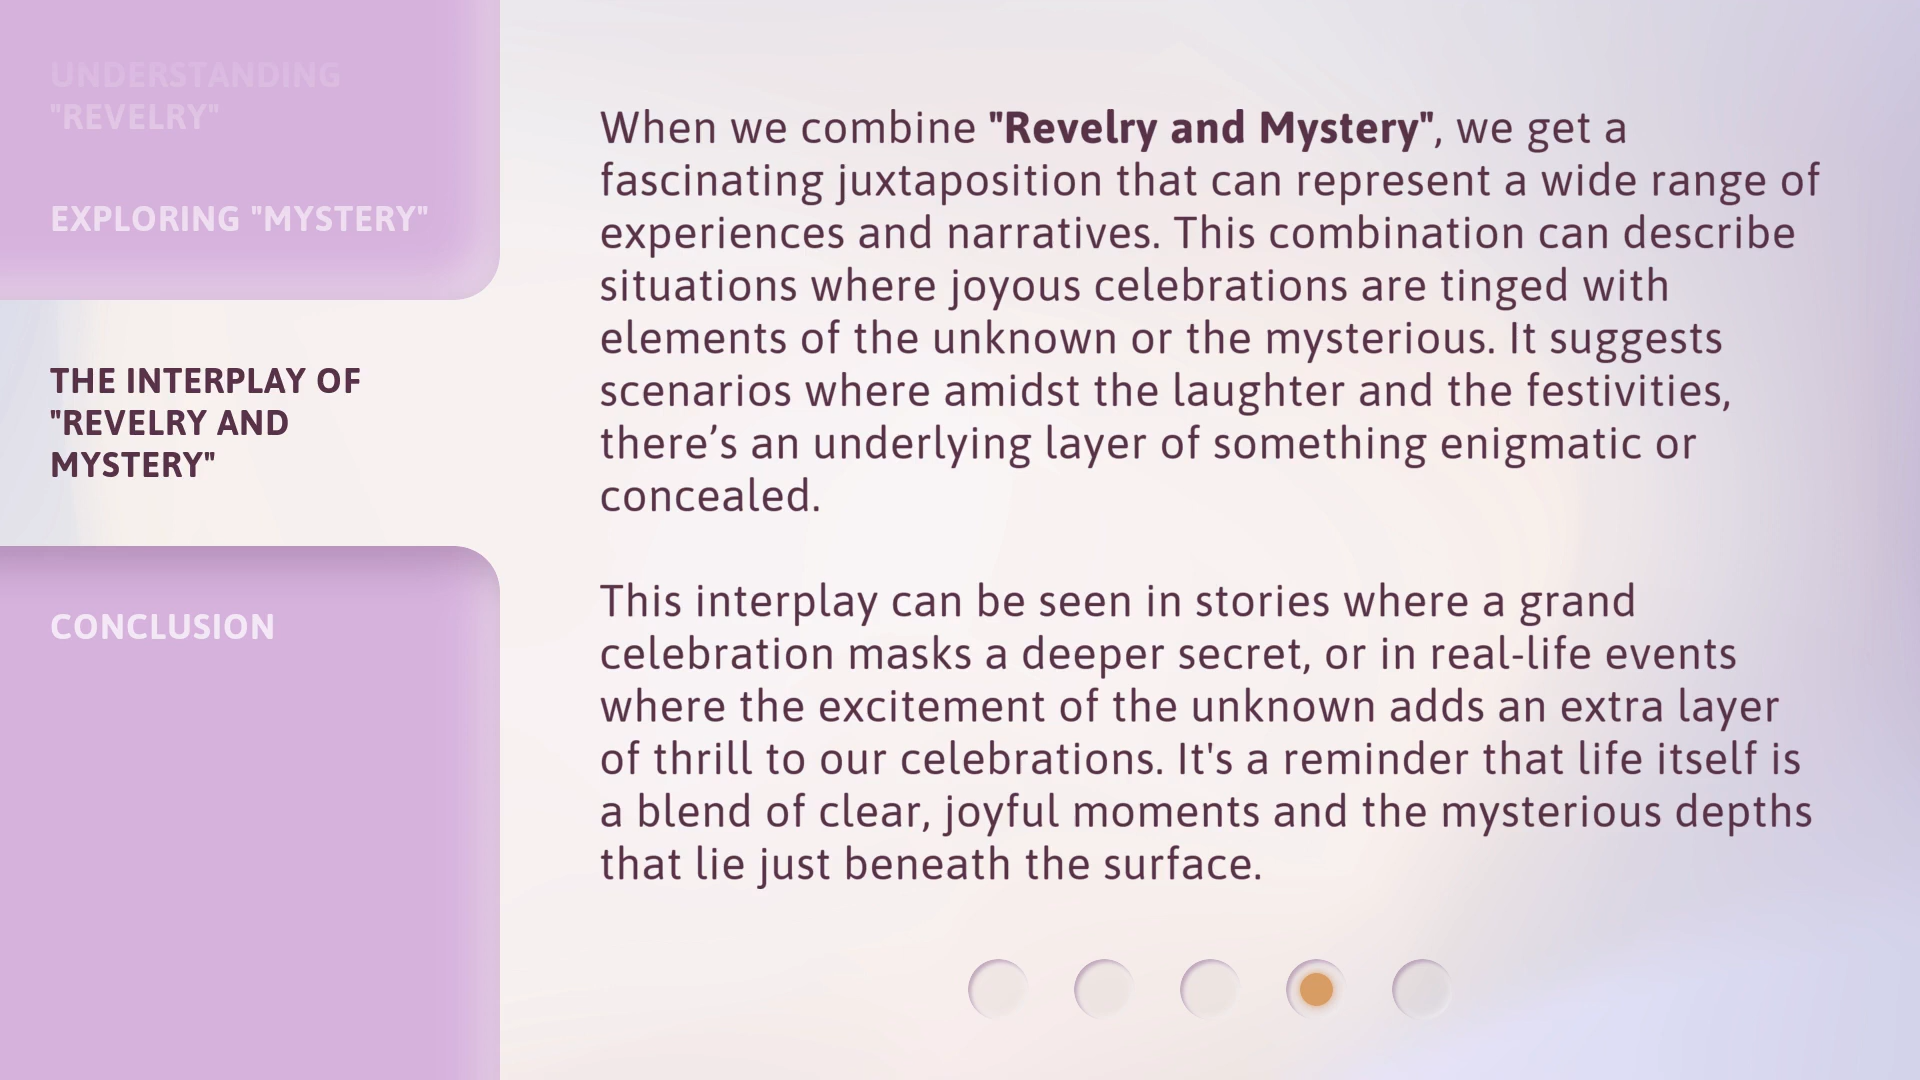 UNDERSTANDING
"REVELRY"
EXPLORING "MYSTERY"
THE INTERPLAY OF
"REVELRY AND
MYSTERY"
CONCLUSION
When we combine "Revelry and Mystery", we get a
fascinating juxtaposition that can represent a wide range of
experiences and narratives. This combination can describe
situations where joyous celebrations are tinged with
elements of the unknown or the mysterious. It suggests
scenarios where amidst the laughter and the festivities,
there’s an underlying layer of something enigmatic or
concealed.
This interplay can be seen in stories where a grand
celebration masks a deeper secret, or in real-life events
where the excitement of the unknown adds an extra layer
of thrill to our celebrations. It's a reminder that life itself is
a blend of clear, joyful moments and the mysterious depths
that lie just beneath the surface.